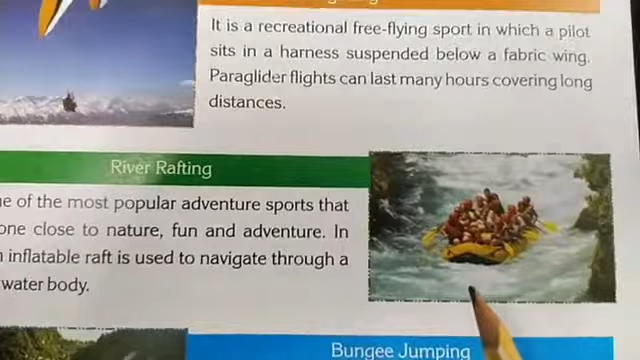 It is a recreational free-flying sport in which a pilot
sits in a harness suspended below a fabric wing.
Paraglider flights can last many hours covering long
distances.
River Rafting
of the most popular adventure sports that
one close to nature, fun and adventure. In
inflatable raft is used to navigate through a
water body.
Bungee Jumping